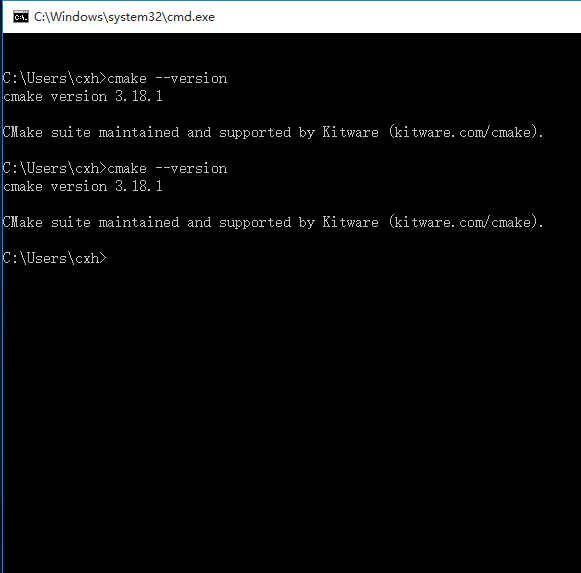 C:\Windows\system32\cmd.exe
C:\Users\cxh>cmake --version
cmake version 3.18.1
CMake suite maintained and supported by Kitware (kitware.com/cmake).
C:\Users\cxh>cmake --version
cmake version 3.18.1
CMake suite maintained and supported by Kitware (kitware.com/cmake).
C:\Users\cxh>